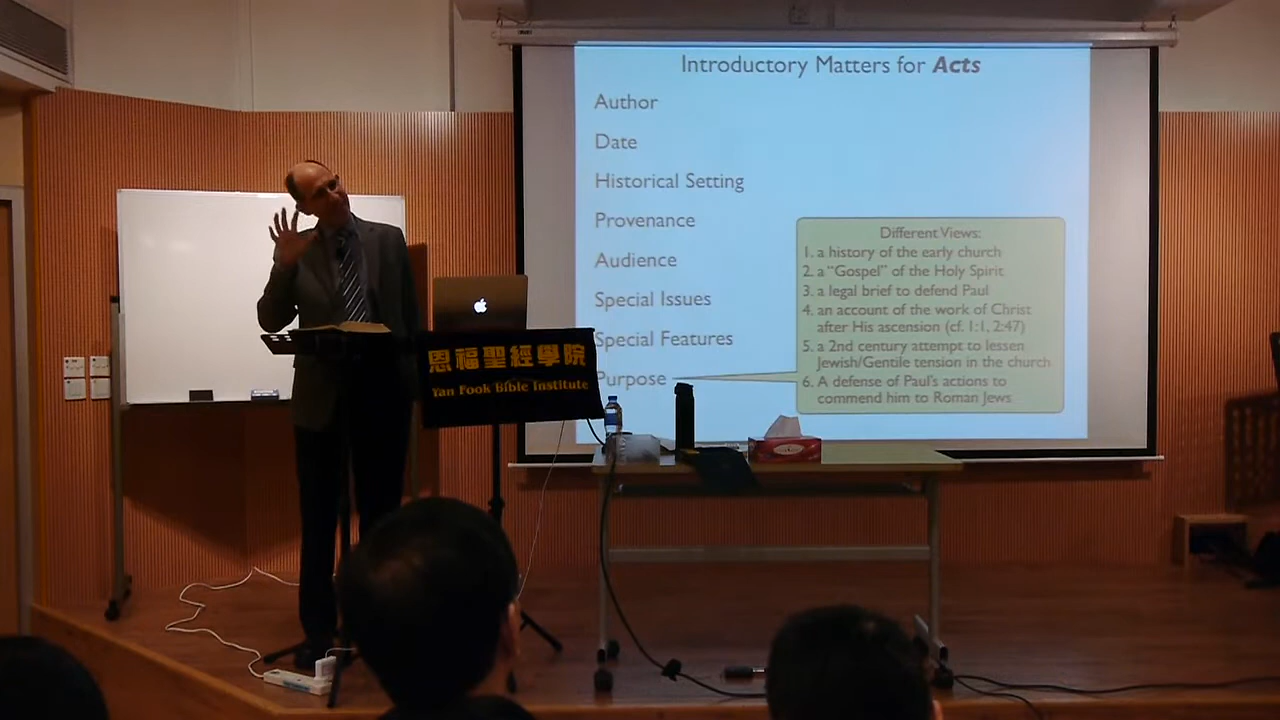 Introductory Matters for Acts
Author
Date
Historical Setting
Provenance
Audience
Special Issues
Special Features
Purpose
Different Views:
1. a history of the early church
2. a “Gospel” of the Holy Spirit
3. a legal brief to defend Paul
4. an account of the work of Christ
after His ascension (cf. 1:1, 2:47)
5. a 2nd century attempt to lessen
Jewish/Gentile tension in the church
6. A defense of Paul's actions to
commend him to Roman Jews
恩福聖經學院
Yan Fook Bible Institute